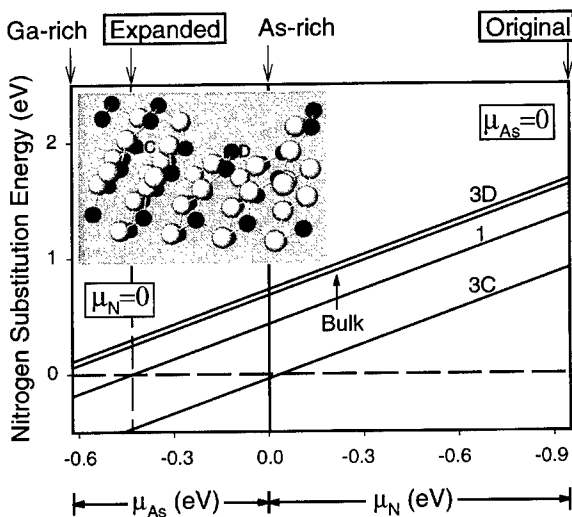 Ga-rich Expanded As-rich Original
Nitrogen Substitution Energy (eV)
2
1
0
C
D
μAs=0
μN=0
3D
1
Bulk
3C
-0.6 -0.3 0.0 -0.3 -0.6 -0.9
μAs (eV) μN (eV)